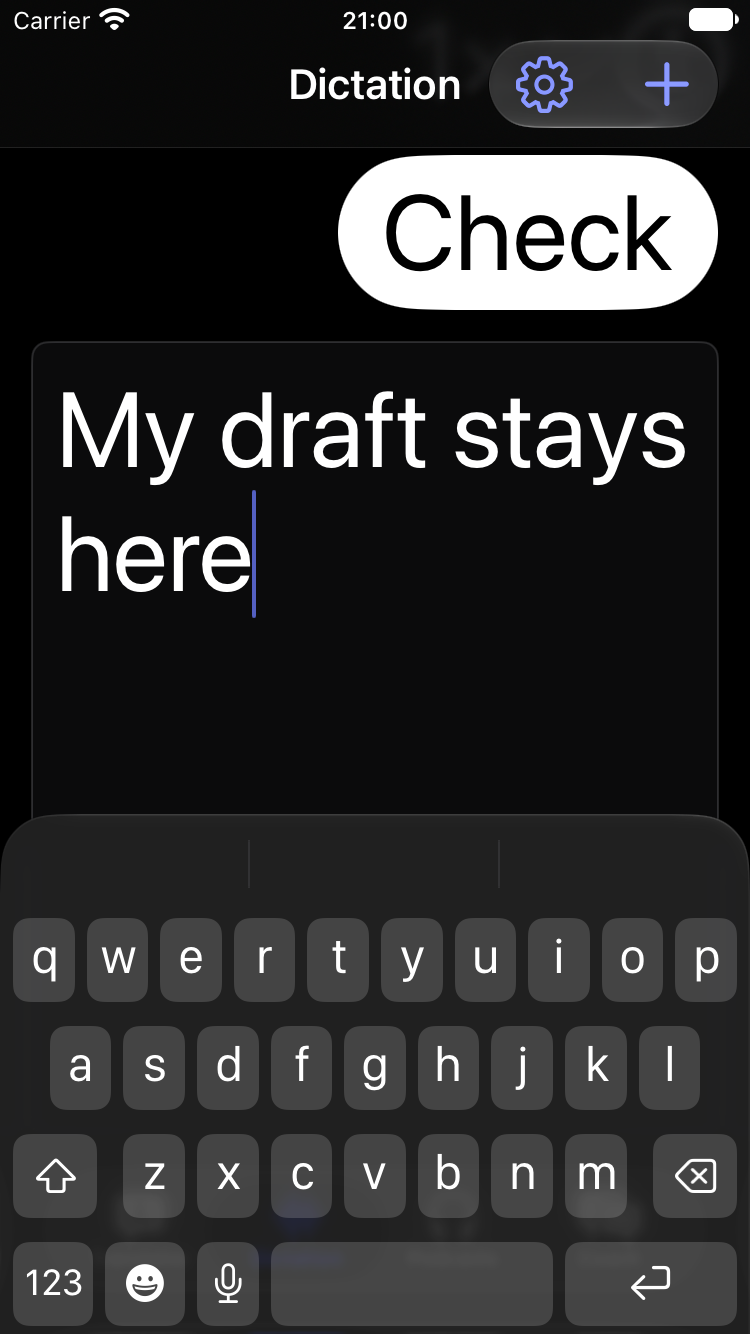 Carrier 21:00
Dictation
Check
My draft stays
here
q w e r t y u i o p
a s d f g h j k l
z x c v b n m
123